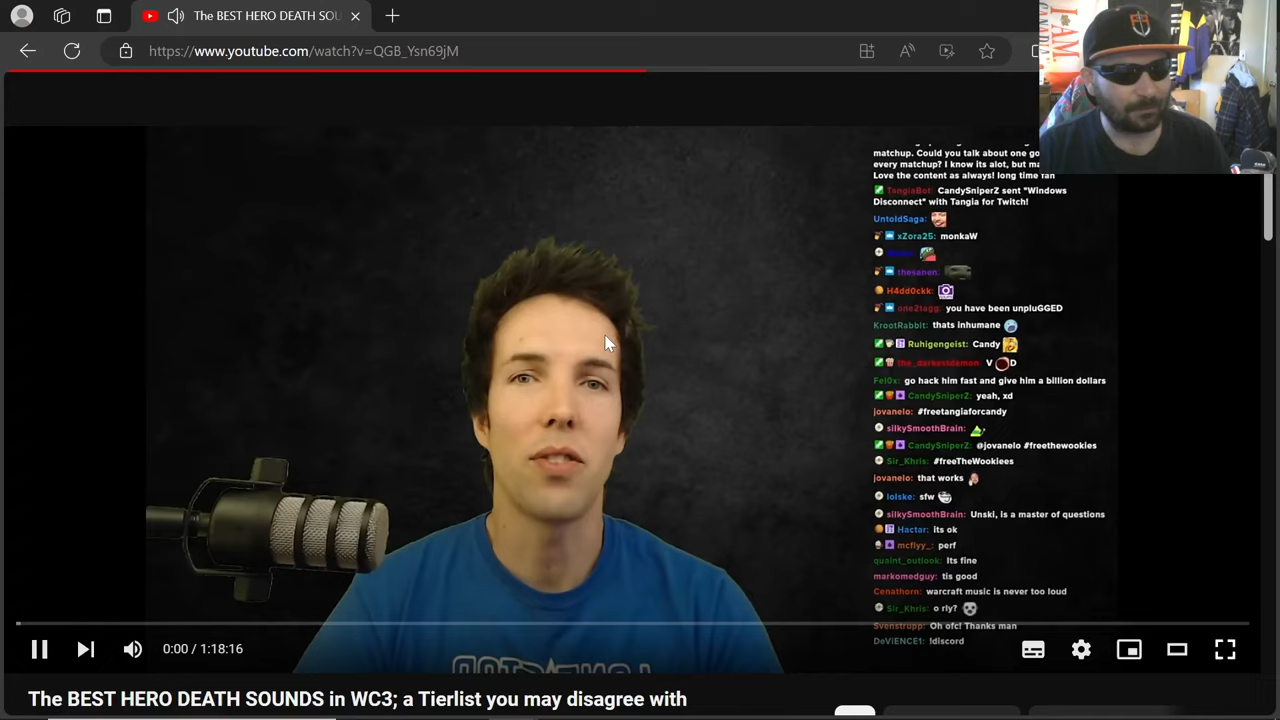 The BEST HERO DEATH SOU
https://www.youtube.com/watch?v=QGB_Ysn69jM
I AM
CANADIAN
THE
matchup. Could you talk about one go
every matchup? I know its alot, but ma
Love the content as always! long time fan
TangiaBot: CandySniperZ sent "Windows
Disconnect" with Tangia for Twitch!
UntoldSaga:
xZora25: monkaW
thesanen:
H4dd0ckk:
one2tagg: you have been unpluGGED
KrootRabbit: thats inhumane
Ruhigengeist: Candy
the_darkestdemon: V D
Fel0x: go hack him fast and give him a billion dollars
CandySniperZ: yeah, xd
jovanelo: #freetangiaforcandy
silkySmoothBrain:
CandySniperZ: @jovanelo #freethewookies
Sir_Khris: #freeTheWookiees
jovanelo: that works
lolske: sfw
silkySmoothBrain: Unski, is a master of questions
Hactar: its ok
mcflyy_: perf
quaint_outlook: Its fine
markomedguy: tis good
Cenathorn: warcraft music is never too loud
Sir_Khris: o rly?
Svenstrupp: Oh ofc! Thanks man
DeViENCE1: !discord
0:00 / 1:18:16
The BEST HERO DEATH SOUNDS in WC3; a Tierlist you may disagree with